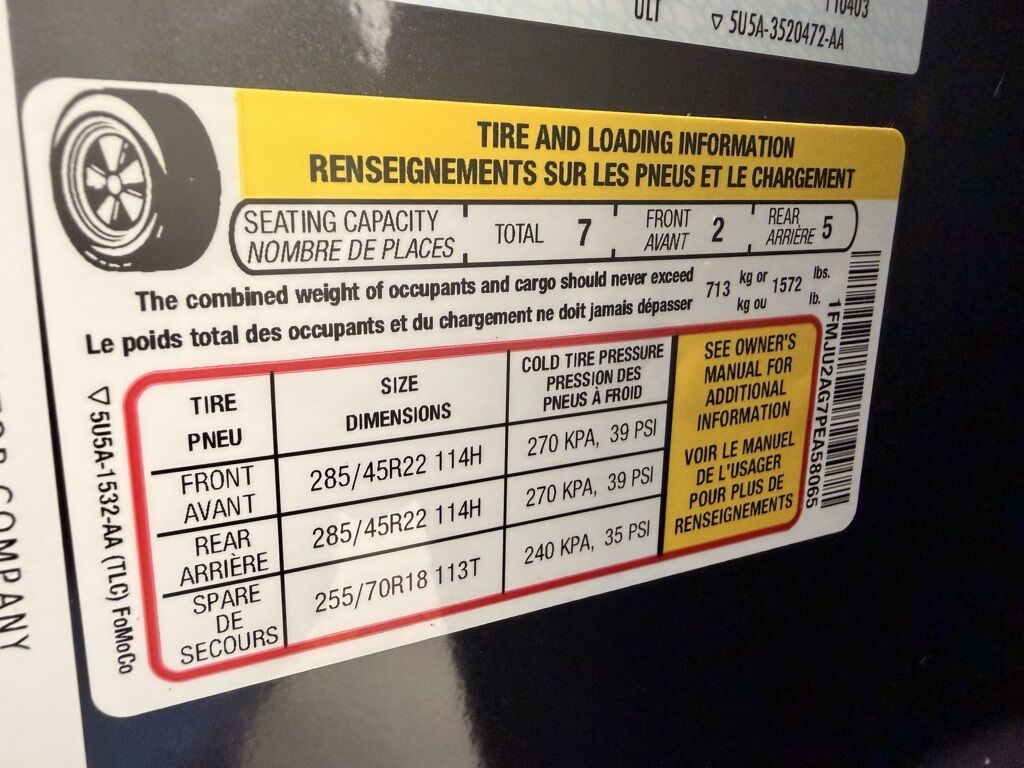 ULT
110403
▽ 5U5A-3520472-AA
TIRE AND LOADING INFORMATION
RENSEIGNEMENTS SUR LES PNEUS ET LE CHARGEMENT
SEATING CAPACITY
NOMBRE DE PLACES
TOTAL 7
FRONT
AVANT
2
REAR
ARRIÈRE
5
The combined weight of occupants and cargo should never exceed
Le poids total des occupants et du chargement ne doit jamais dépasser
713
kg or
kg ou
1572
lbs.
lb.
TIRE
PNEU
SIZE
DIMENSIONS
COLD TIRE PRESSURE
PRESSION DES
PNEUS À FROID
FRONT
AVANT
285/45R22 114H
270 KPA, 39 PSI
REAR
ARRIÈRE
285/45R22 114H
270 KPA, 39 PSI
SPARE
DE
SECOURS
255/70R18 113T
240 KPA, 35 PSI
SEE OWNER'S
MANUAL FOR
ADDITIONAL
INFORMATION
VOIR LE MANUEL
DE L'USAGER
POUR PLUS DE
RENSEIGNEMENTS
1FMJU2AG7PEA58065
▽ 5U5A-1532-AA (TLC) FoMoCo
COMPANY